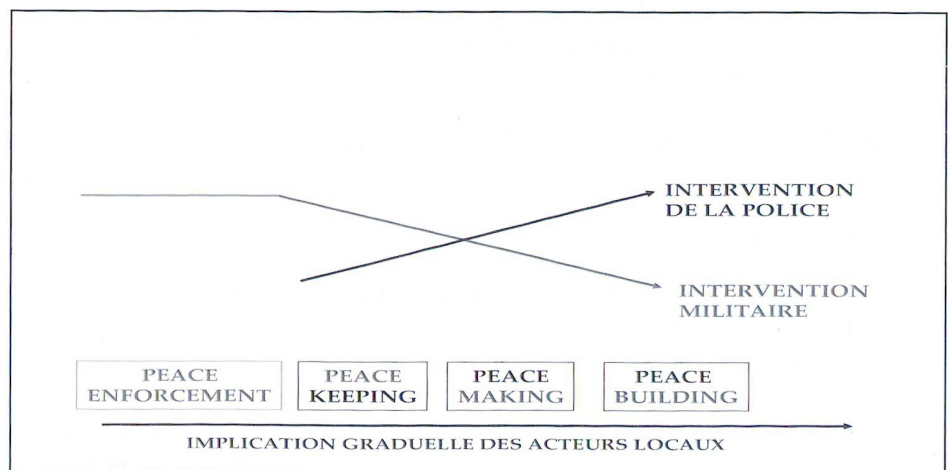 INTERVENTION
DE LA POLICE
INTERVENTION
MILITAIRE
PEACE
ENFORCEMENT
PEACE
KEEPING
PEACE
MAKING
PEACE
BUILDING
IMPLICATION GRADUELLE DES ACTEURS LOCAUX